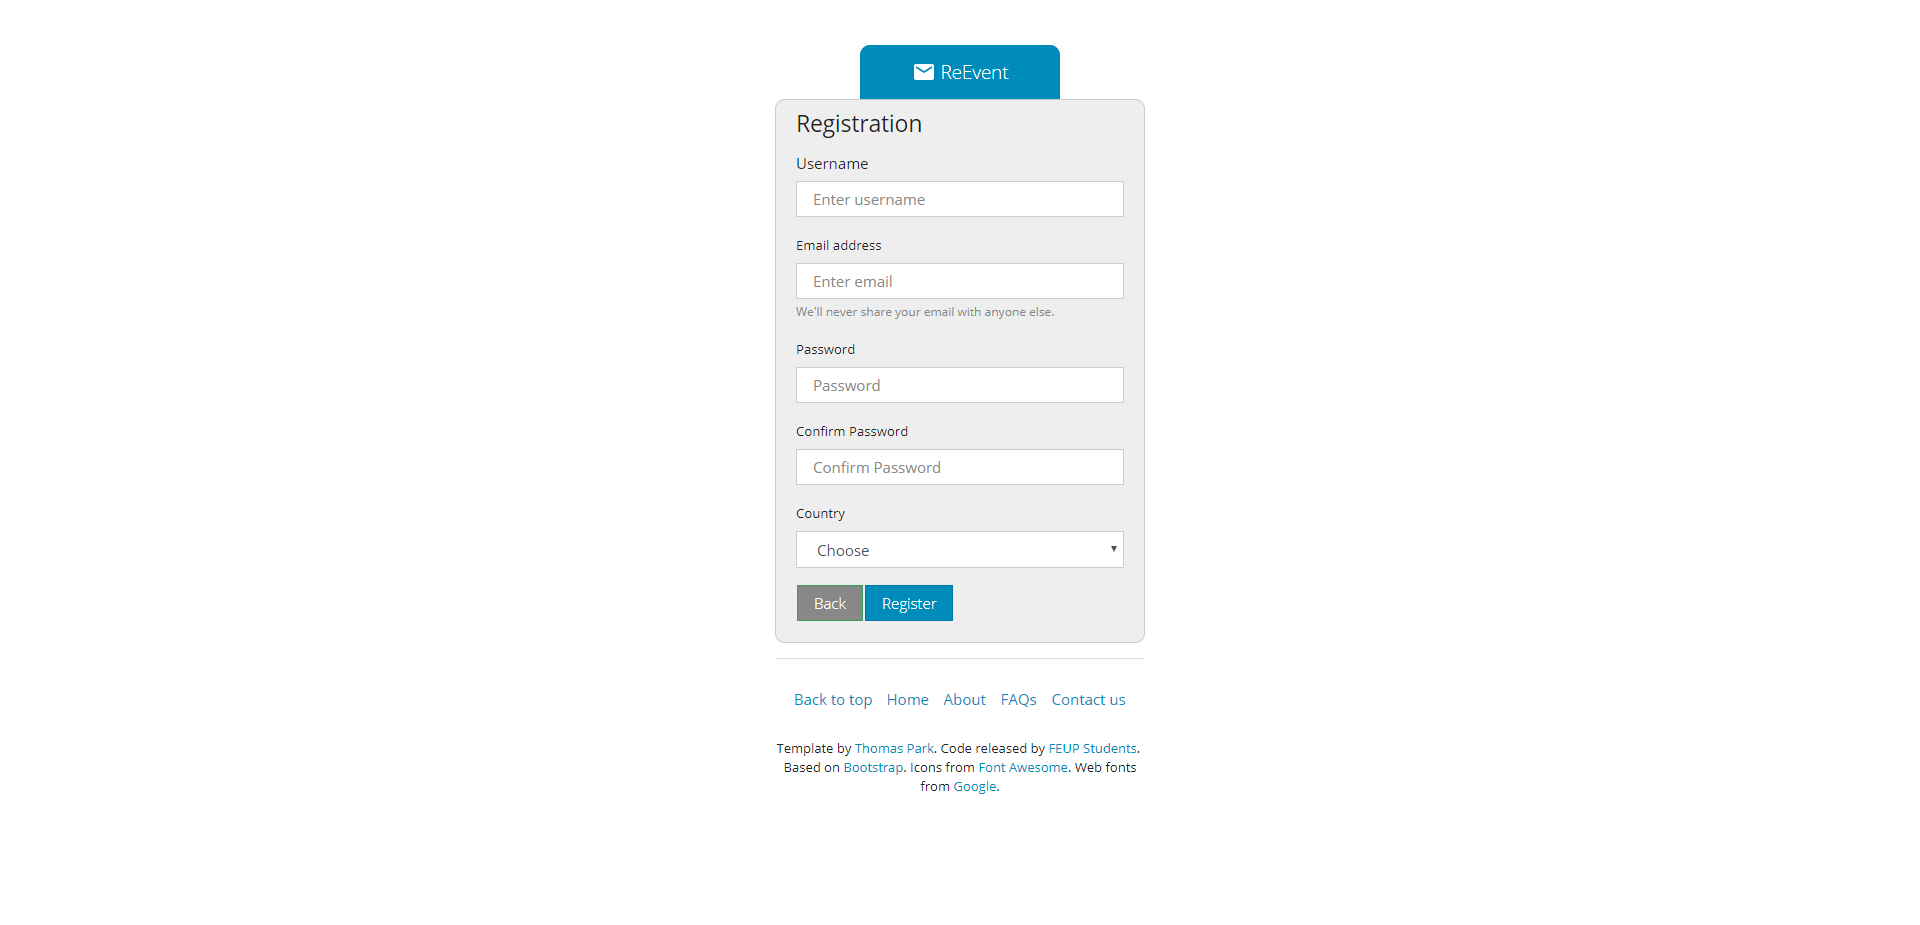 ReEvent
Registration
Username
Enter username
Email address
Enter email
We'll never share your email with anyone else.
Password
Password
Confirm Password
Confirm Password
Country
Choose
Back Register
Back to top Home About FAQs Contact us
Template by Thomas Park. Code released by FEUP Students.
Based on Bootstrap. Icons from Font Awesome. Web fonts
from Google.